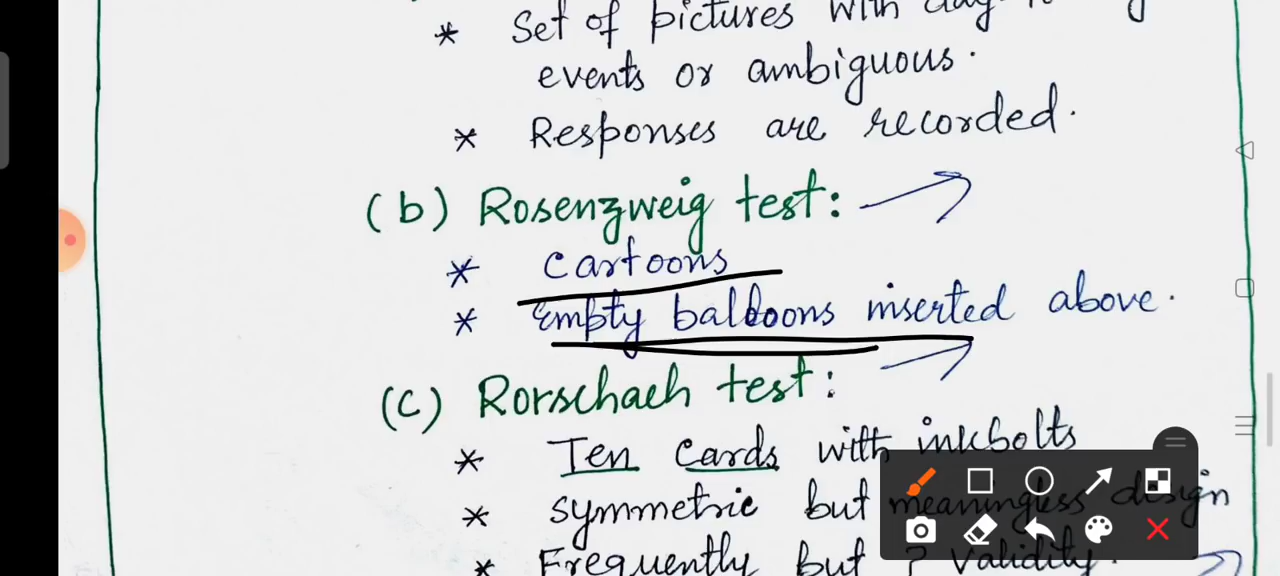 * Set of pictures with
events or ambiguous.
* Responses are recorded.
(b) Rosenzweig test: →
* cartoons
* Empty balloons inserted above.
(c) Rorschach test: →
* Ten cards with inkbolts
* symmetric but meaningless design
* Frequently but ? Validity.